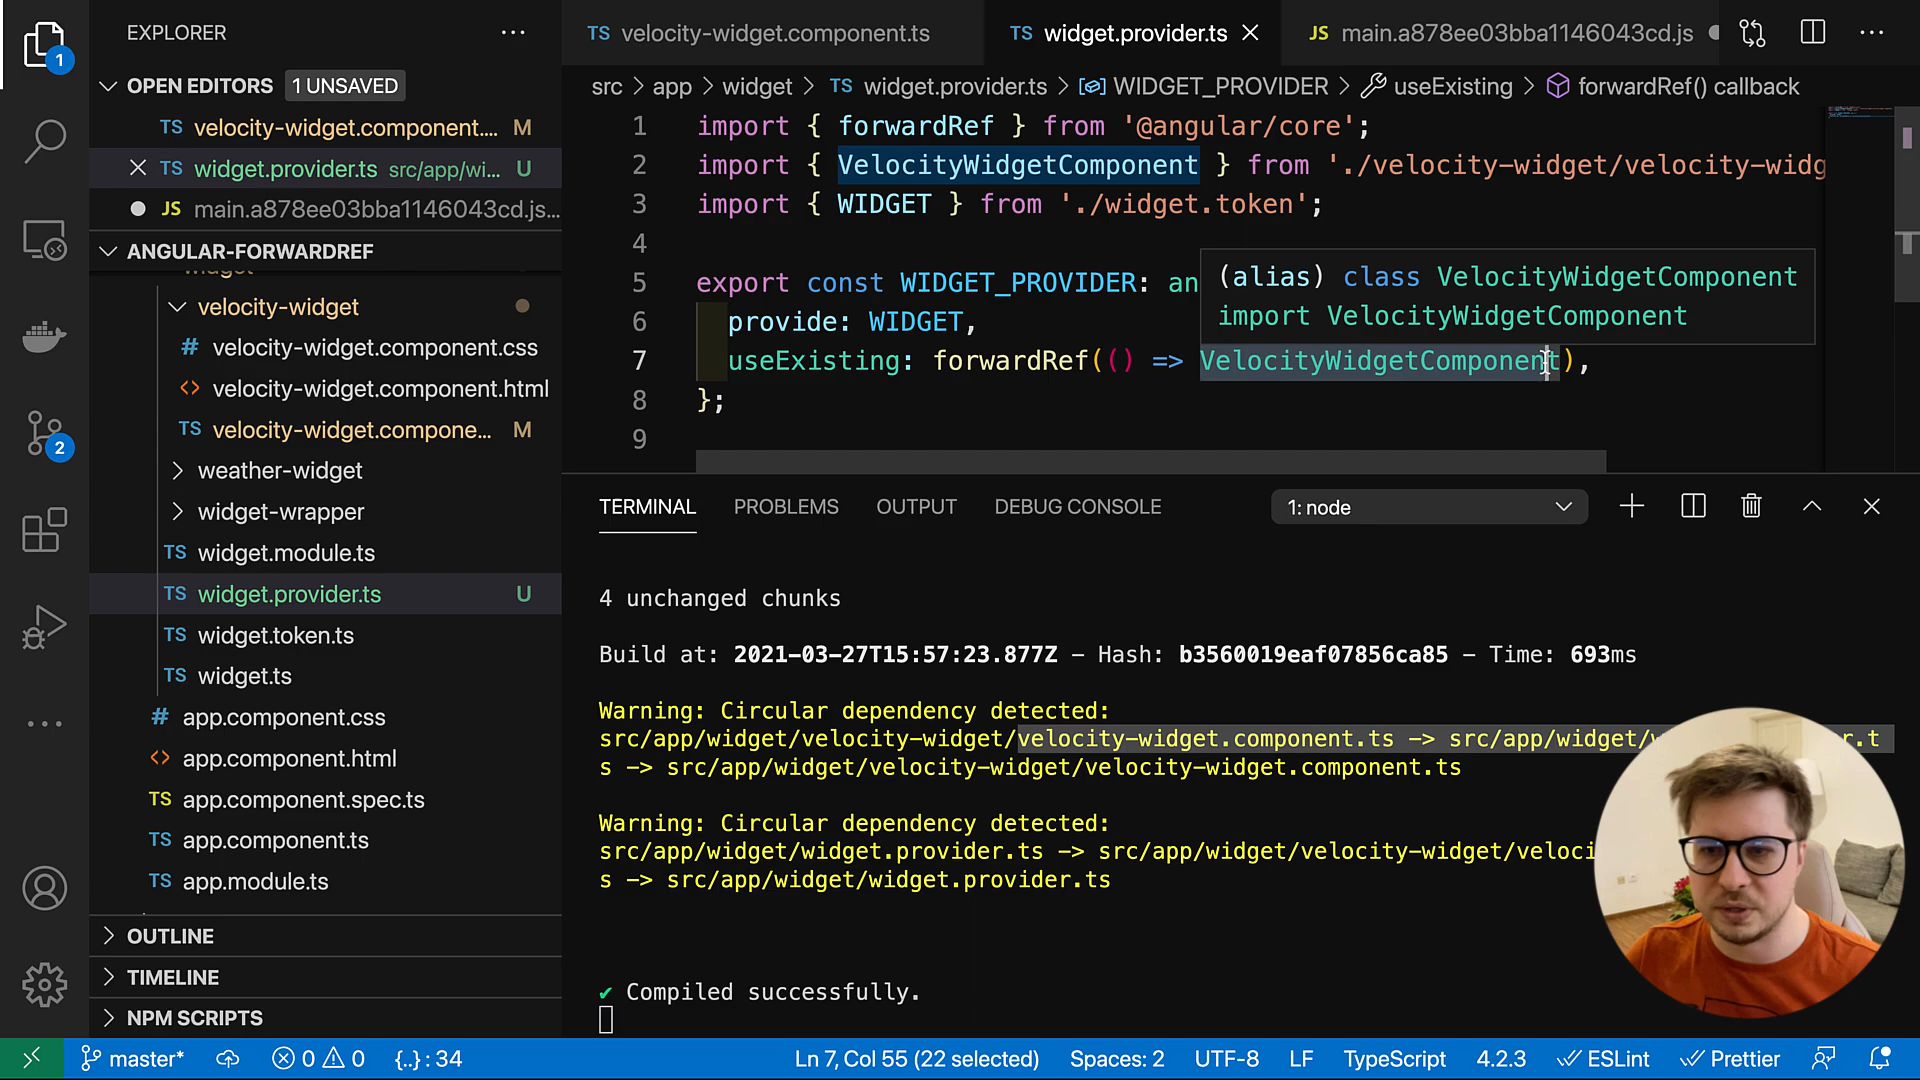 EXPLORER
OPEN EDITORS 1 UNSAVED
TS velocity-widget.component.... M
TS widget.provider.ts src/app/wi... U
JS main.a878ee03bba1146043cd.js...
ANGULAR-FORWARDREF
velocity-widget
# velocity-widget.component.css
<> velocity-widget.component.html
TS velocity-widget.compone... M
weather-widget
widget-wrapper
TS widget.module.ts
TS widget.provider.ts U
TS widget.token.ts
TS widget.ts
# app.component.css
<> app.component.html
TS app.component.spec.ts
TS app.component.ts
TS app.module.ts
OUTLINE
TIMELINE
NPM SCRIPTS
1
2
TS velocity-widget.component.ts
TS widget.provider.ts
JS main.a878ee03bba1146043cd.js
src > app > widget > TS widget.provider.ts > WIDGET_PROVIDER > useExisting > forwardRef() callback
1 import { forwardRef } from '@angular/core';
2 import { VelocityWidgetComponent } from './velocity-widget/velocity-widg
3 import { WIDGET } from './widget.token';
4
5 export const WIDGET_PROVIDER: an
6 provide: WIDGET,
7 useExisting: forwardRef(() => VelocityWidgetComponent),
8 };
9
(alias) class VelocityWidgetComponent
import VelocityWidgetComponent
TERMINAL PROBLEMS OUTPUT DEBUG CONSOLE 1: node
4 unchanged chunks
Build at: 2021-03-27T15:57:23.877Z - Hash: b3560019eaf07856ca85 - Time: 693ms
Warning: Circular dependency detected:
src/app/widget/velocity-widget/velocity-widget.component.ts -> src/app/widget/
s -> src/app/widget/velocity-widget/velocity-widget.component.ts
Warning: Circular dependency detected:
src/app/widget/widget.provider.ts -> src/app/widget/velocity-widget/veloci
s -> src/app/widget/widget.provider.ts
✔ Compiled successfully.
master* 0 0 {..} : 34 Ln 7, Col 55 (22 selected) Spaces: 2 UTF-8 LF TypeScript 4.2.3 ESLint Prettier